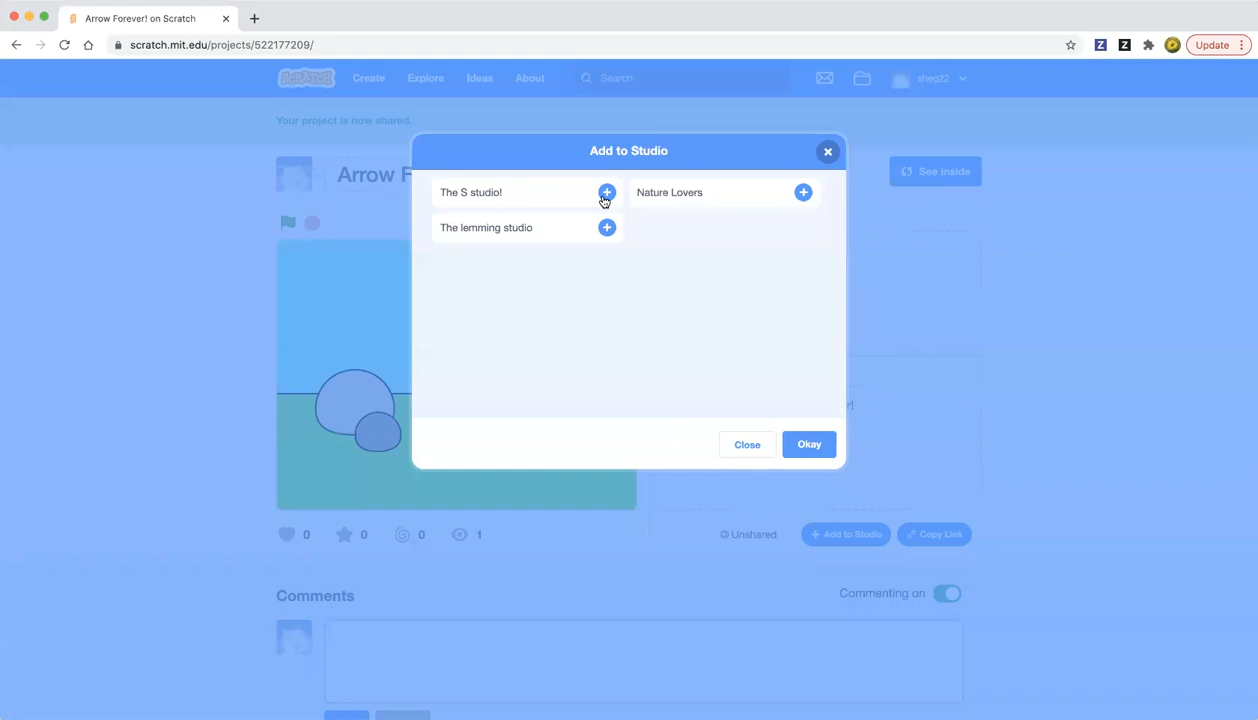 Arrow Forever! on Scratch
scratch.mit.edu/projects/522177209/
Update
SCRATCH
Create
Explore
Ideas
About
Search
sheg22
Your project is now shared.
Add to Studio
Arrow F
See inside
The S studio!
Nature Lovers
The lemming studio
r!
Close
Okay
0
0
0
1
Unshared
Add to Studio
Copy Link
Comments
Commenting on